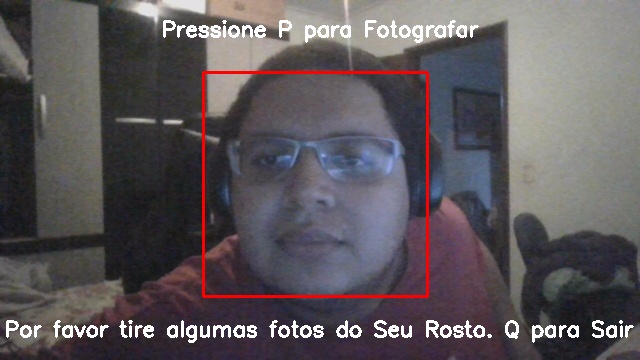 Pressione P para Fotografar
Por favor tire algumas fotos do Seu Rosto. Q para Sair